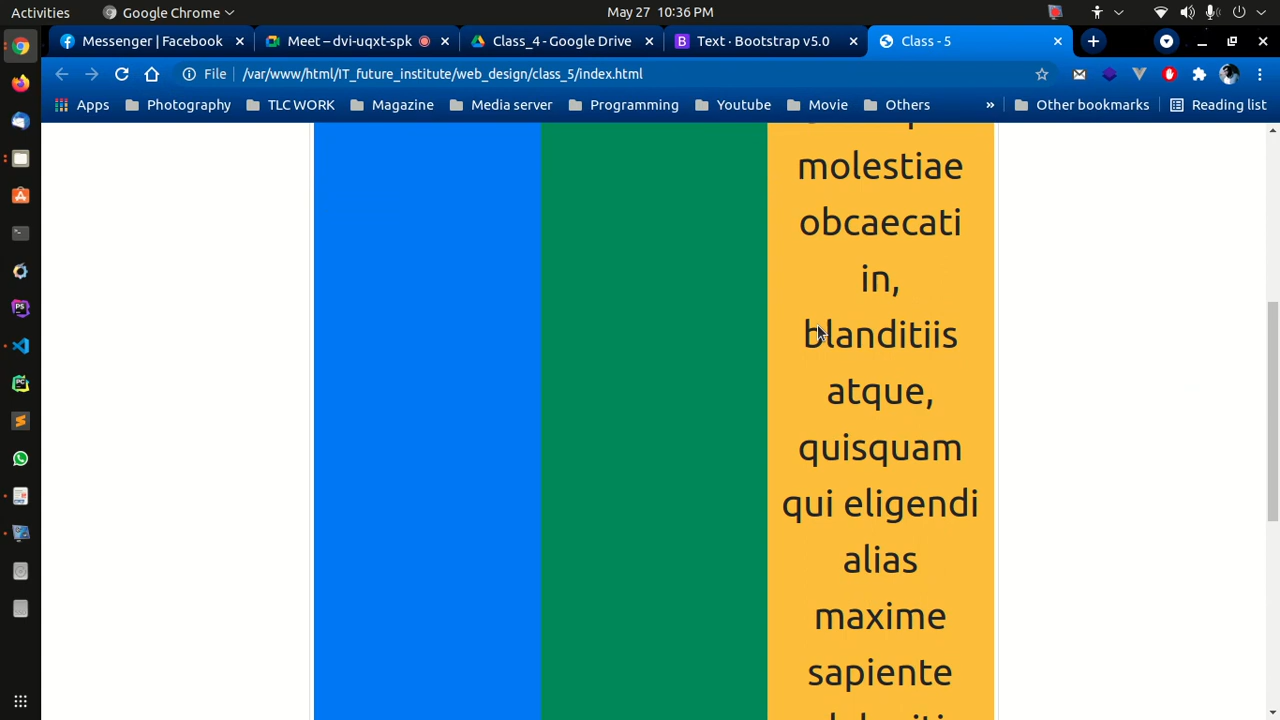 Activities
Google Chrome
May 27 10:36 PM
Messenger | Facebook
Meet – dvi-uqxt-spk
Class_4 - Google Drive
Text · Bootstrap v5.0
Class - 5
File
/var/www/html/IT_future_institute/web_design/class_5/index.html
Apps
Photography
TLC WORK
Magazine
Media server
Programming
Youtube
Movie
Others
»
Other bookmarks
Reading list
molestiae
obcaecati
in,
blanditiis
atque,
quisquam
qui eligendi
alias
maxime
sapiente